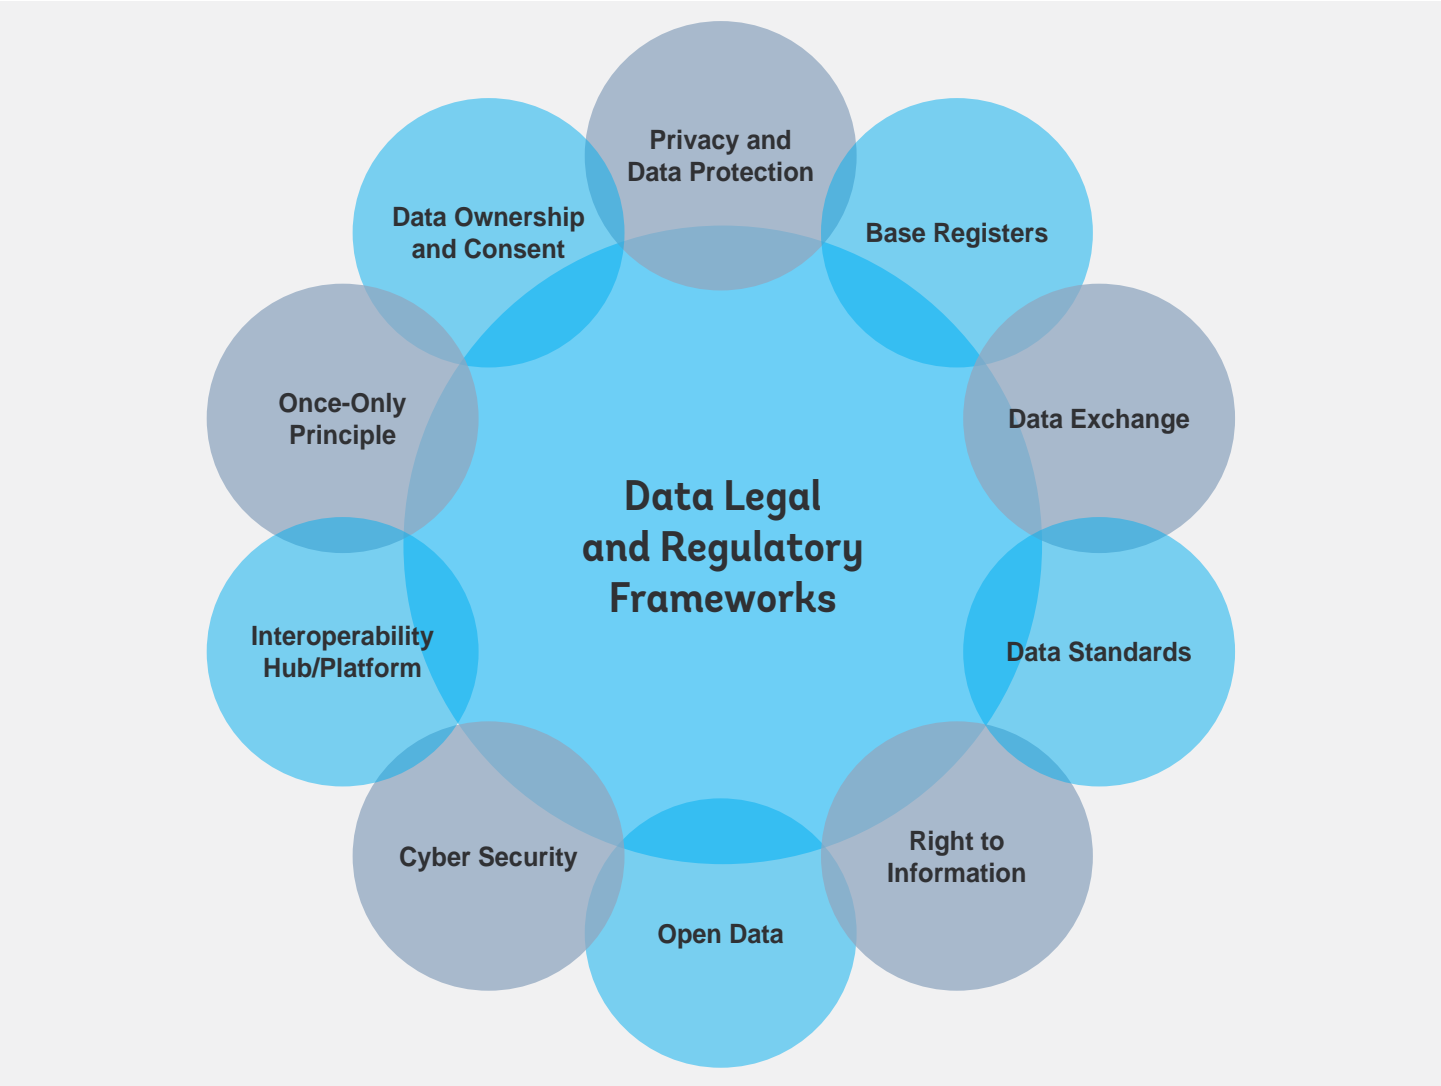 Privacy and
Data Protection
Data Ownership
and Consent
Base Registers
Once-Only
Principle
Data Exchange
Data Legal
and Regulatory
Frameworks
Interoperability
Hub/Platform
Data Standards
Cyber Security
Right to
Information
Open Data